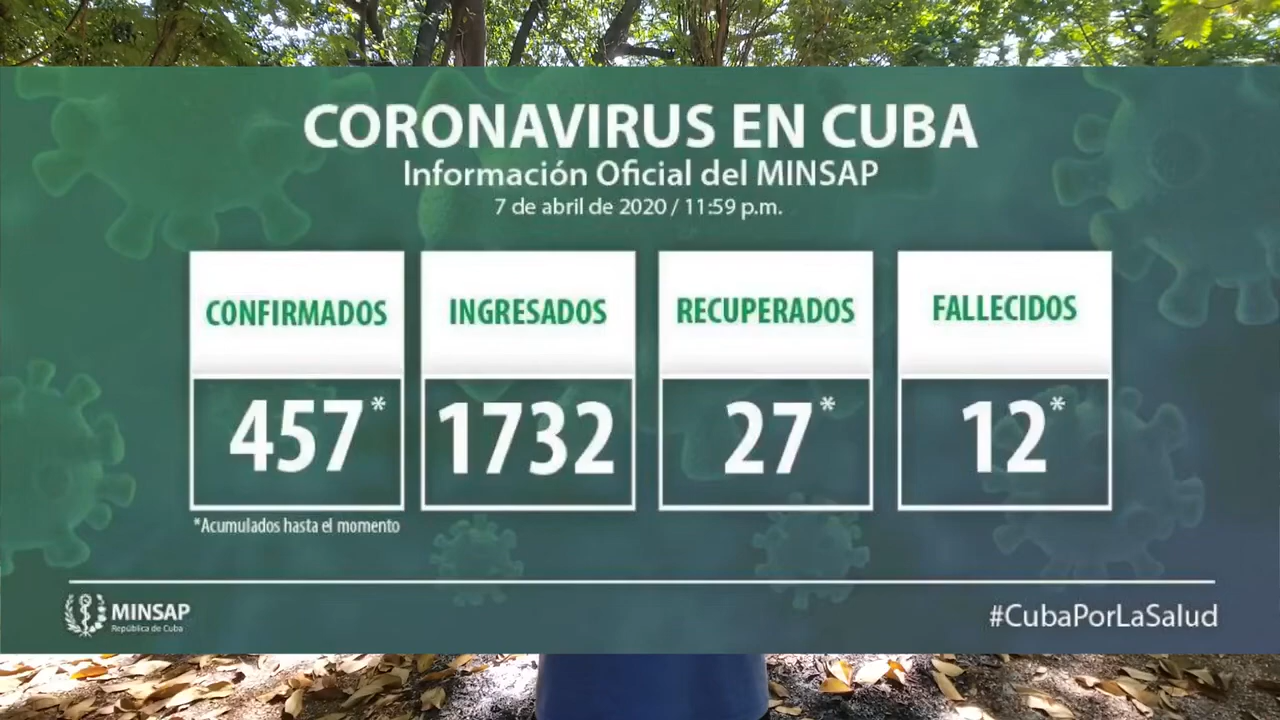 CORONAVIRUS EN CUBA
Información Oficial del MINSAP
7 de abril de 2020 / 11:59 p.m.
CONFIRMADOS
INGRESADOS
RECUPERADOS
FALLECIDOS
457*
1732
27*
12*
*Acumulados hasta el momento
MINSAP
República de Cuba
#CubaPorLaSalud